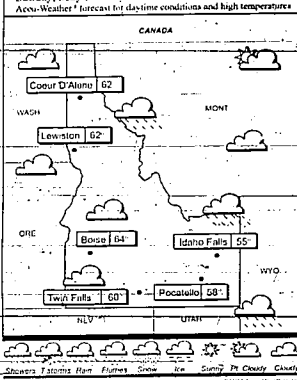 Accu-Weather® forecast for daytime conditions and high temperatures
CANADA
Coeur D'Alene 62
WASH
MONT
Lewiston 62°
ORE
Boise 64°
Idaho Falls 55°
WYO
Twin Falls 60°
Pocatello 58°
NEV
UTAH
Showers T-storms Rain Flurries Snow Ice Sunny Pt. Cloudy Cloudy